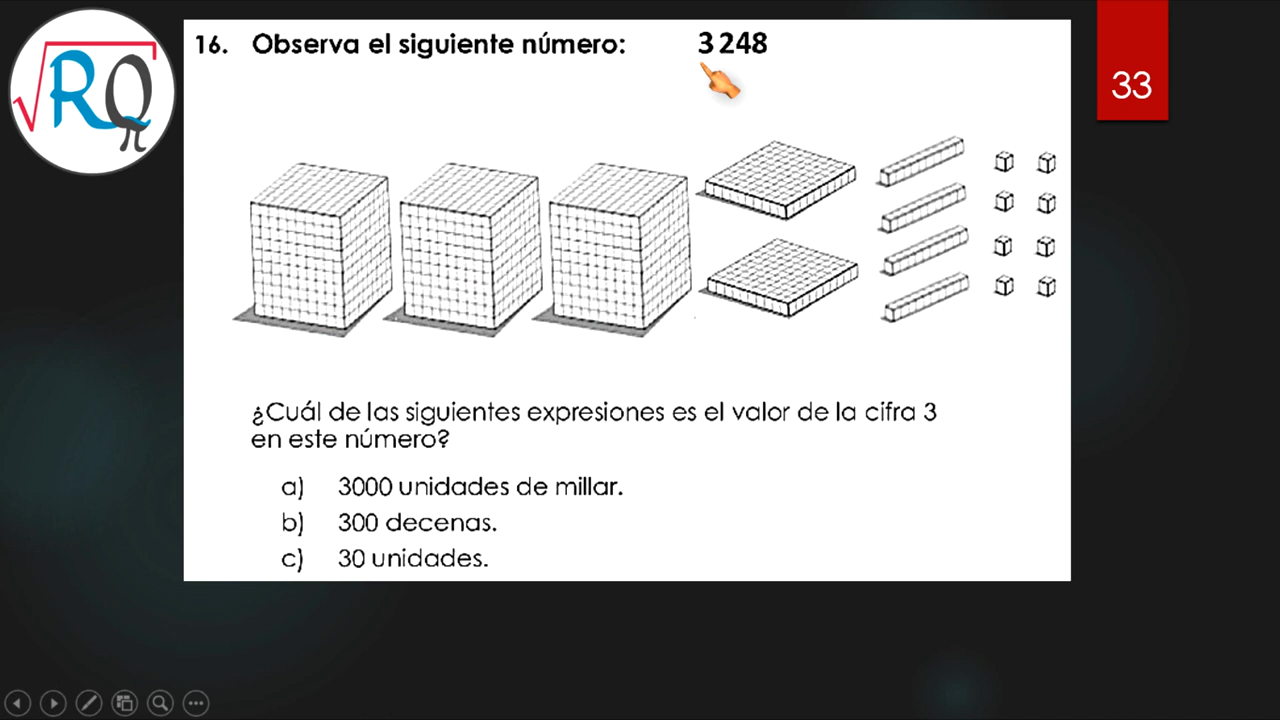 √RQπ
16. Observa el siguiente número: 3 248
33
¿Cuál de las siguientes expresiones es el valor de la cifra 3
en este número?
a) 3000 unidades de millar.
b) 300 decenas.
c) 30 unidades.